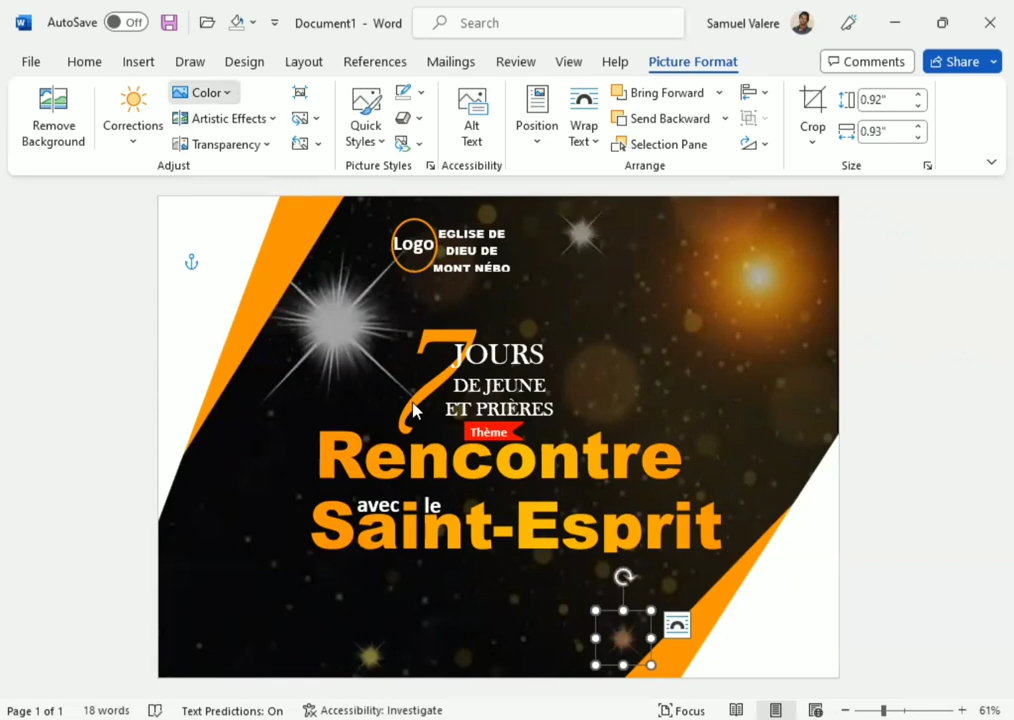 AutoSave Off Document1 - Word Search Samuel Valere
File Home Insert Draw Design Layout References Mailings Review View Help Picture Format Comments Share
Remove Background
Corrections
Color
Artistic Effects
Transparency
Adjust
Quick Styles
Picture Styles
Alt Text
Accessibility
Position
Wrap Text
Bring Forward
Send Backward
Selection Pane
Arrange
Crop
0.92"
0.93"
Size
Logo
EGLISE DE
DIEU DE
MONT NÉBO
7
JOURS
DE JEUNE
ET PRIÈRES
Thème
Rencontre
avec le
Saint-Esprit
Page 1 of 1 18 words Text Predictions: On Accessibility: Investigate Focus 61%